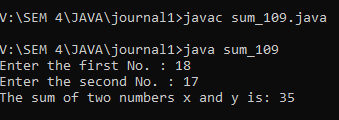 V:\SEM 4\JAVA\journal1>javac sum_109.java
V:\SEM 4\JAVA\journal1>java sum_109
Enter the first No. : 18
Enter the second No. : 17
The sum of two numbers x and y is: 35